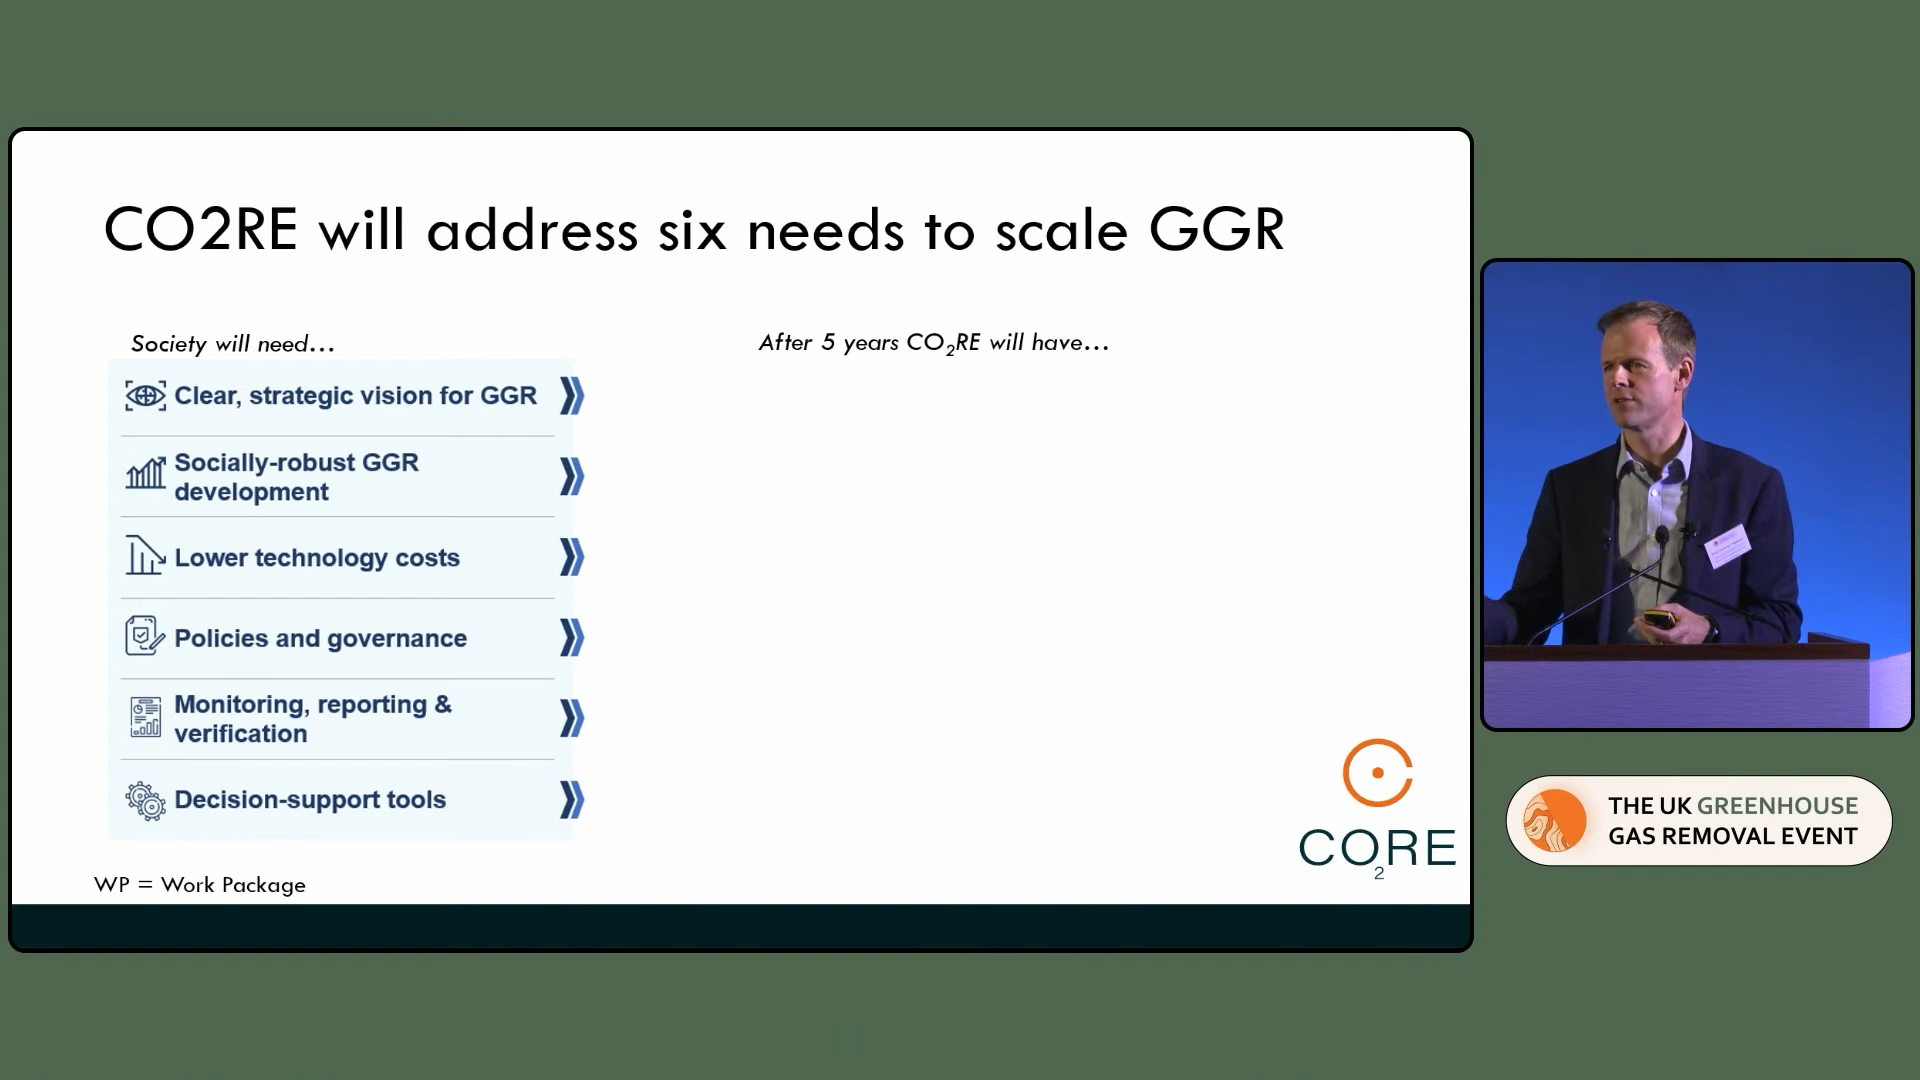 CO2RE will address six needs to scale GGR
Society will need...
After 5 years CO2RE will have...
Clear, strategic vision for GGR
Socially-robust GGR
development
Lower technology costs
Policies and governance
Monitoring, reporting &
verification
Decision-support tools
WP = Work Package
CO2RE
THE UK GREENHOUSE
GAS REMOVAL EVENT